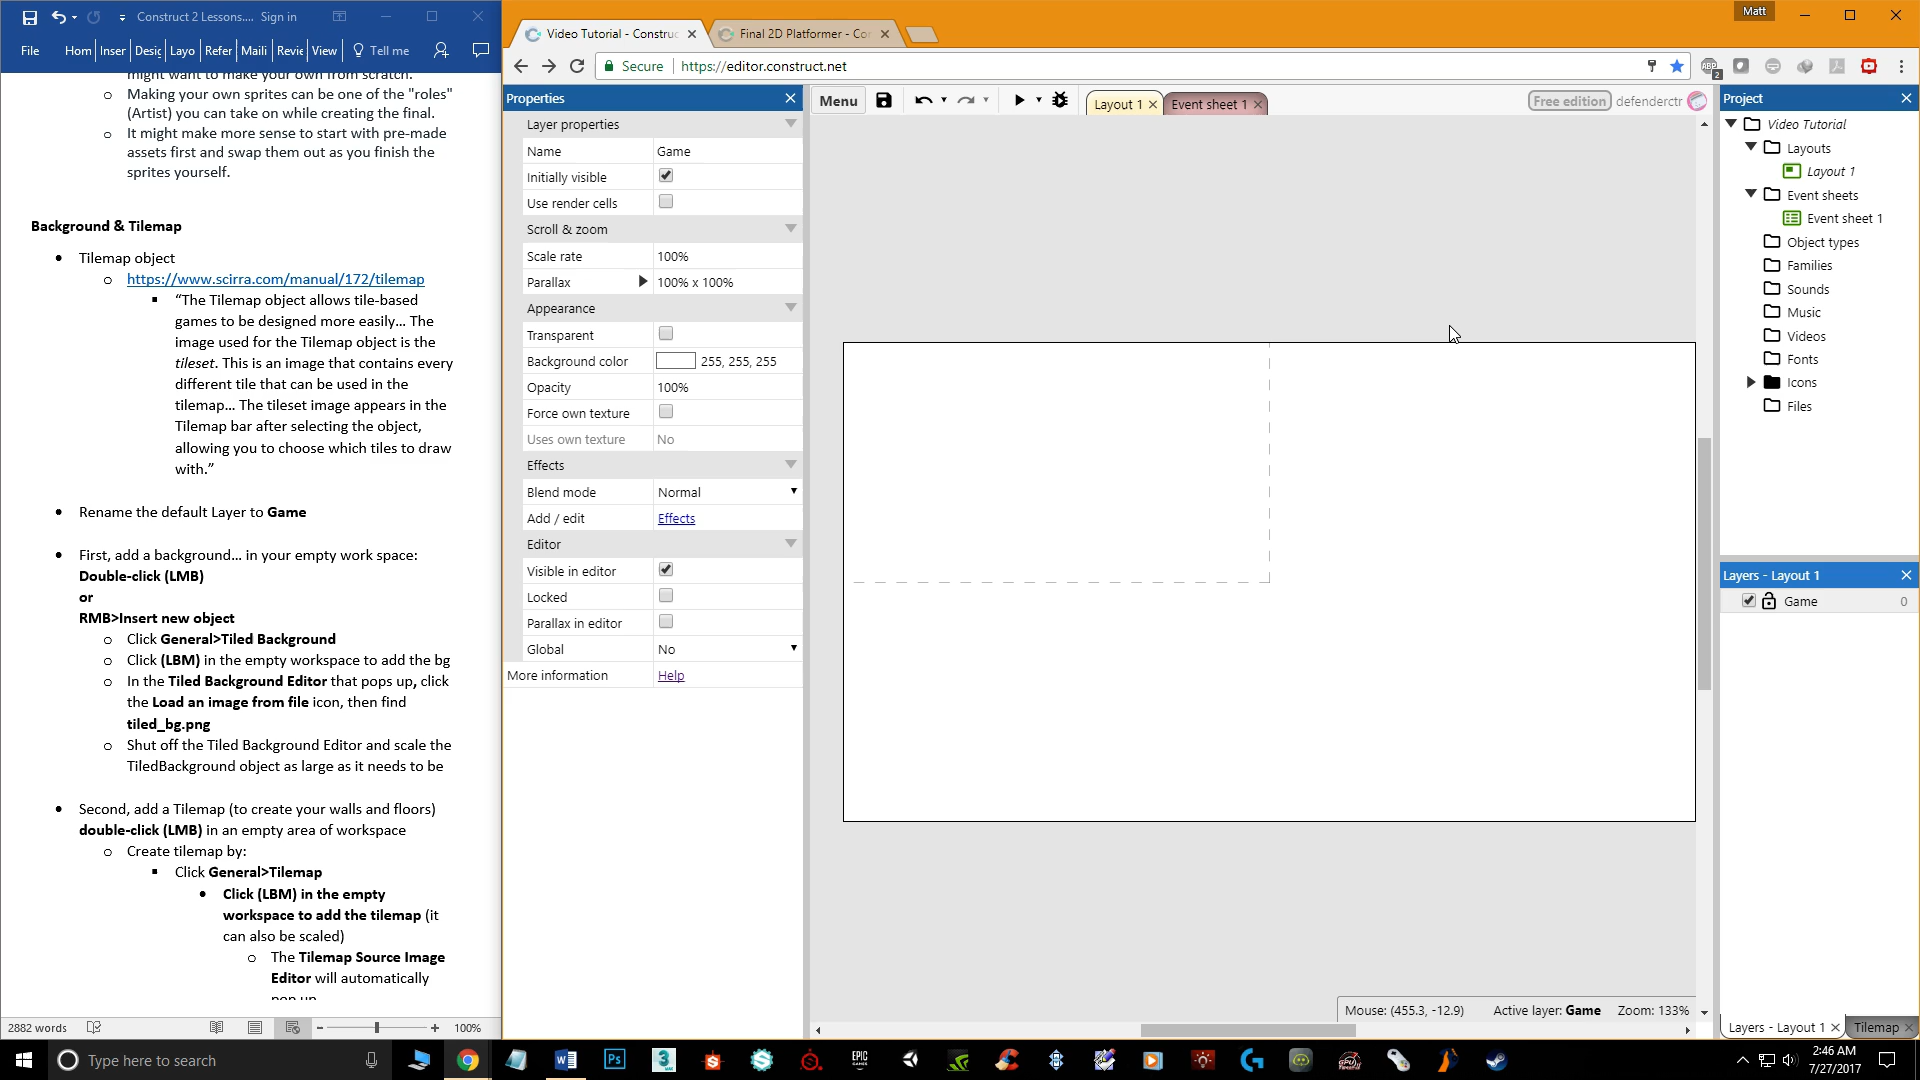 Construct 2 Lessons.... Sign in
File Hom Inser Desig Layo Refer Maili Revie View Tell me
might want to make your own from scratch.
o Making your own sprites can be one of the "roles"
(Artist) you can take on while creating the final.
o It might make more sense to start with pre-made
assets first and swap them out as you finish the
sprites yourself.
Background & Tilemap
• Tilemap object
o https://www.scirra.com/manual/172/tilemap
▪ “The Tilemap object allows tile-based
games to be designed more easily… The
image used for the Tilemap object is the
tileset. This is an image that contains every
different tile that can be used in the
tilemap… The tileset image appears in the
Tilemap bar after selecting the object,
allowing you to choose which tiles to draw
with.”
• Rename the default Layer to Game
• First, add a background… in your empty work space:
Double-click (LMB)
or
RMB>Insert new object
o Click General>Tiled Background
o Click (LBM) in the empty workspace to add the bg
o In the Tiled Background Editor that pops up, click
the Load an image from file icon, then find
tiled_bg.png
o Shut off the Tiled Background Editor and scale the
TiledBackground object as large as it needs to be
• Second, add a Tilemap (to create your walls and floors)
double-click (LMB) in an empty area of workspace
o Create tilemap by:
▪ Click General>Tilemap
• Click (LBM) in the empty
workspace to add the tilemap (it
can also be scaled)
o The Tilemap Source Image
Editor will automatically
pop up
2882 words 100%
Matt
Video Tutorial - Construc Final 2D Platformer - Con
Secure https://editor.construct.net
ABP 2
Properties
Layer properties
Name Game
Initially visible
Use render cells
Scroll & zoom
Scale rate 100%
Parallax 100% x 100%
Appearance
Transparent
Background color 255, 255, 255
Opacity 100%
Force own texture
Uses own texture No
Effects
Blend mode Normal
Add / edit Effects
Editor
Visible in editor
Locked
Parallax in editor
Global No
More information Help
Menu Layout 1 Event sheet 1 Free edition defenderctr
Mouse: (455.3, -12.9) Active layer: Game Zoom: 133%
Project
Video Tutorial
Layouts
Layout 1
Event sheets
Event sheet 1
Object types
Families
Sounds
Music
Videos
Fonts
Icons
Files
Layers - Layout 1
Game 0
Layers - Layout 1 Tilemap
Type here to search
Ps 3 EPIC GAMES
2:46 AM
7/27/2017